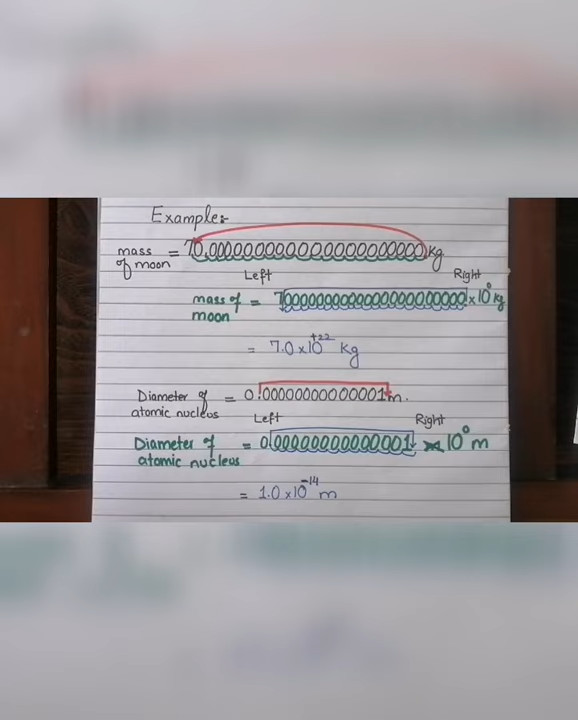 Example:-
mass of moon = 70,000000000000000000000 kg
Left Right
mass of moon = 70000000000000000000000 x 10⁰ kg
= 7.0 x 10⁺²² kg
Diameter of atomic nucleus = 0.00000000000001 m.
Left Right
Diameter of atomic nucleus = 0.00000000000001 x 10⁰ m
= 1.0 x 10⁻¹⁴ m